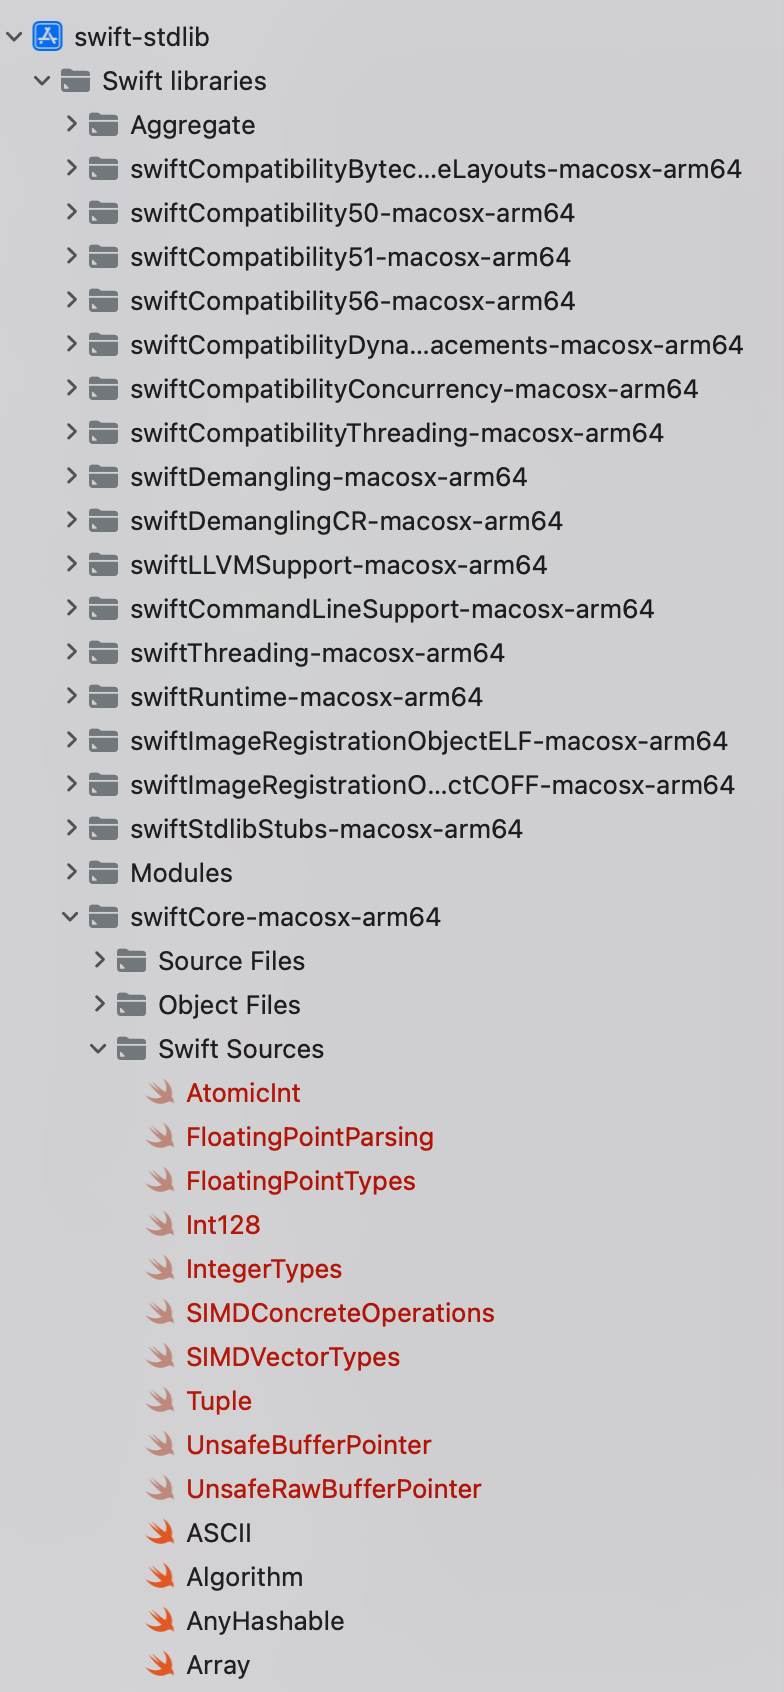 swift-stdlib
Swift libraries
Aggregate
swiftCompatibilityBytec...eLayouts-macosx-arm64
swiftCompatibility50-macosx-arm64
swiftCompatibility51-macosx-arm64
swiftCompatibility56-macosx-arm64
swiftCompatibilityDyna...acements-macosx-arm64
swiftCompatibilityConcurrency-macosx-arm64
swiftCompatibilityThreading-macosx-arm64
swiftDemangling-macosx-arm64
swiftDemanglingCR-macosx-arm64
swiftLLVMSupport-macosx-arm64
swiftCommandLineSupport-macosx-arm64
swiftThreading-macosx-arm64
swiftRuntime-macosx-arm64
swiftImageRegistrationObjectELF-macosx-arm64
swiftImageRegistrationO...ctCOFF-macosx-arm64
swiftStdlibStubs-macosx-arm64
Modules
swiftCore-macosx-arm64
Source Files
Object Files
Swift Sources
AtomicInt
FloatingPointParsing
FloatingPointTypes
Int128
IntegerTypes
SIMDConcreteOperations
SIMDVectorTypes
Tuple
UnsafeBufferPointer
UnsafeRawBufferPointer
ASCII
Algorithm
AnyHashable
Array